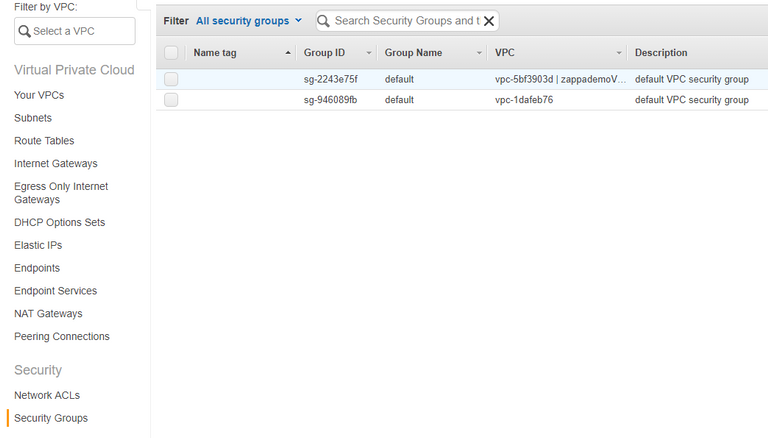 Filter by VPC:
Select a VPC
Virtual Private Cloud
Your VPCs
Subnets
Route Tables
Internet Gateways
Egress Only Internet
Gateways
DHCP Options Sets
Elastic IPs
Endpoints
Endpoint Services
NAT Gateways
Peering Connections
Security
Network ACLs
Security Groups
Filter All security groups Search Security Groups and t
Name tag Group ID Group Name VPC Description
sg-2243e75f default vpc-5bf3903d | zappademoV... default VPC security group
sg-946089fb default vpc-1dafeb76 default VPC security group